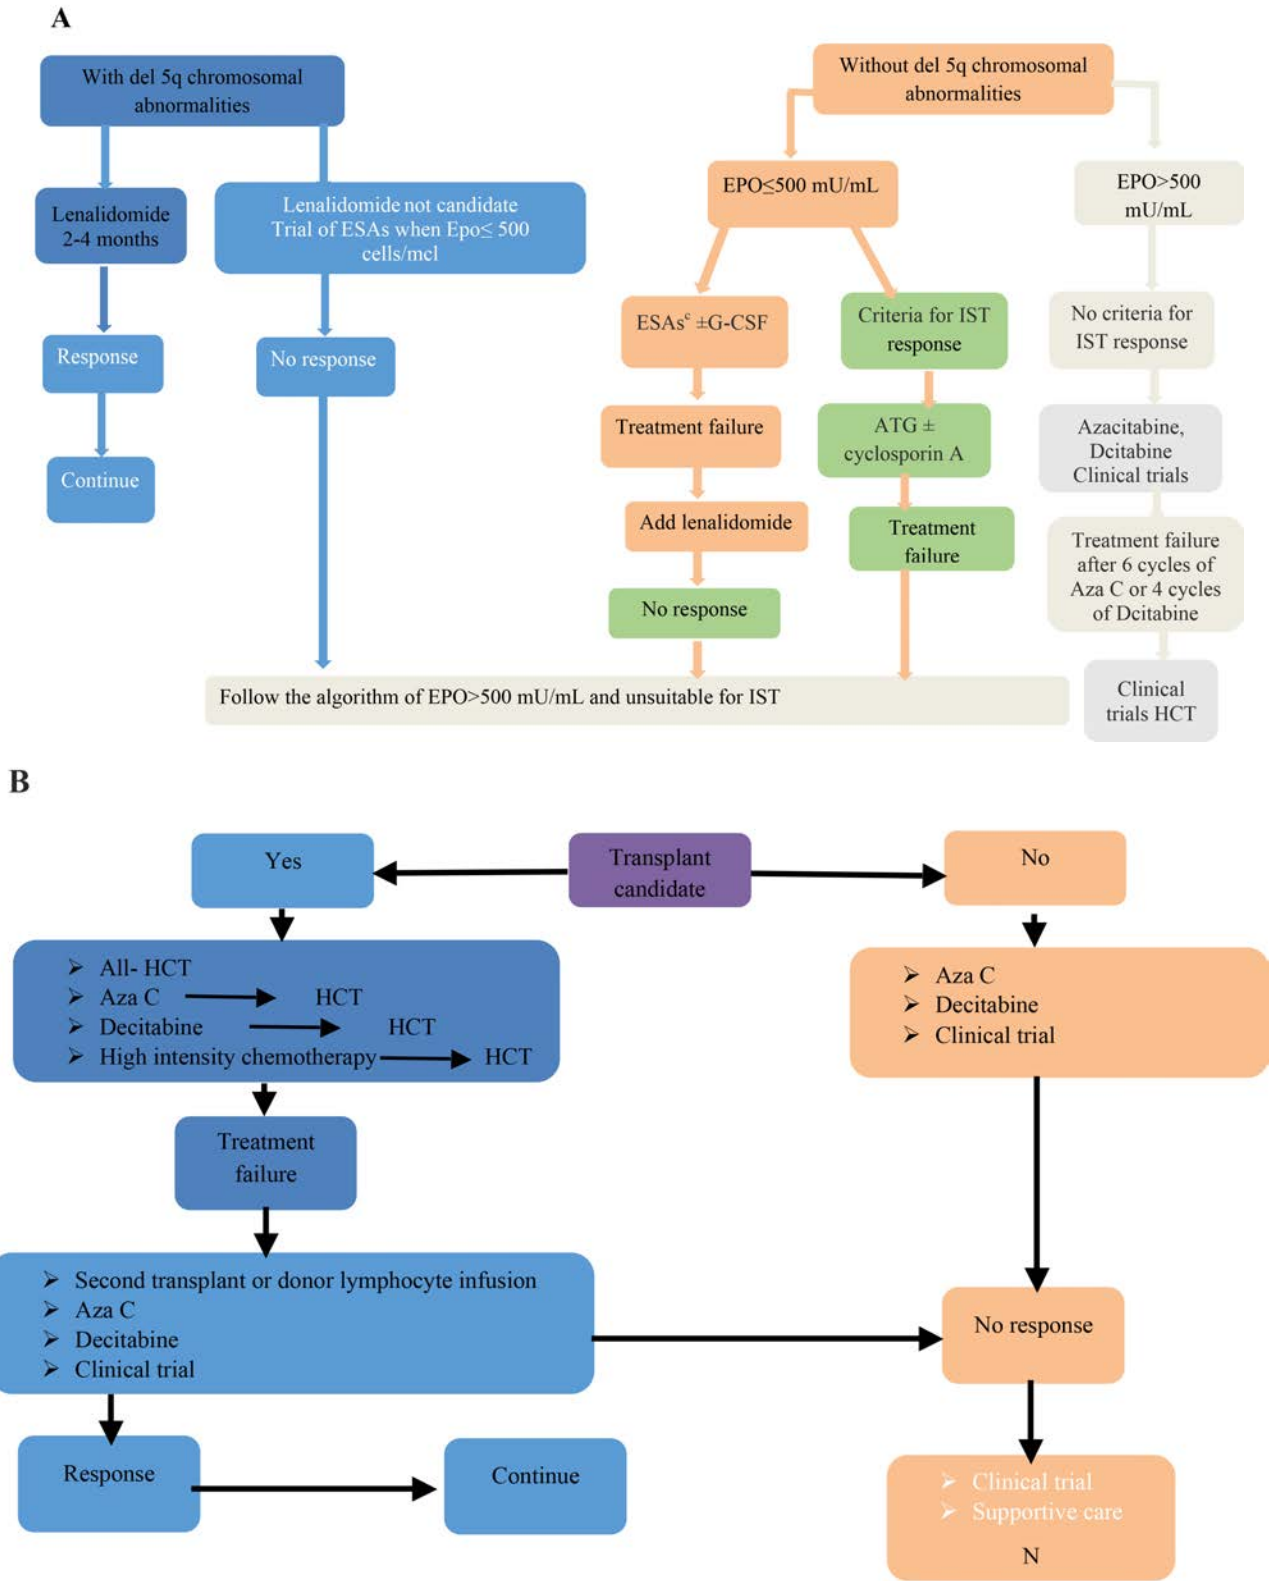 A
With del 5q chromosomal
abnormalities
Lenalidomide
2-4 months
Response
Continue
Lenalidomide not candidate
Trial of ESAs when Epo≤ 500
cells/mcl
No response
Without del 5q chromosomal
abnormalities
EPO≤500 mU/mL
ESAsᶜ ±G-CSF
Treatment failure
Add lenalidomide
No response
Criteria for IST
response
ATG ±
cyclosporin A
Treatment
failure
EPO>500
mU/mL
No criteria for
IST response
Azacitabine,
Dcitabine
Clinical trials
Treatment failure
after 6 cycles of
Aza C or 4 cycles
of Dcitabine
Clinical
trials HCT
Follow the algorithm of EPO>500 mU/mL and unsuitable for IST
B
Transplant
candidate
Yes
➢ All- HCT
➢ Aza C → HCT
➢ Decitabine → HCT
➢ High intensity chemotherapy → HCT
Treatment
failure
➢ Second transplant or donor lymphocyte infusion
➢ Aza C
➢ Decitabine
➢ Clinical trial
Response
Continue
No
➢ Aza C
➢ Decitabine
➢ Clinical trial
No response
➢ Clinical trial
➢ Supportive care
N